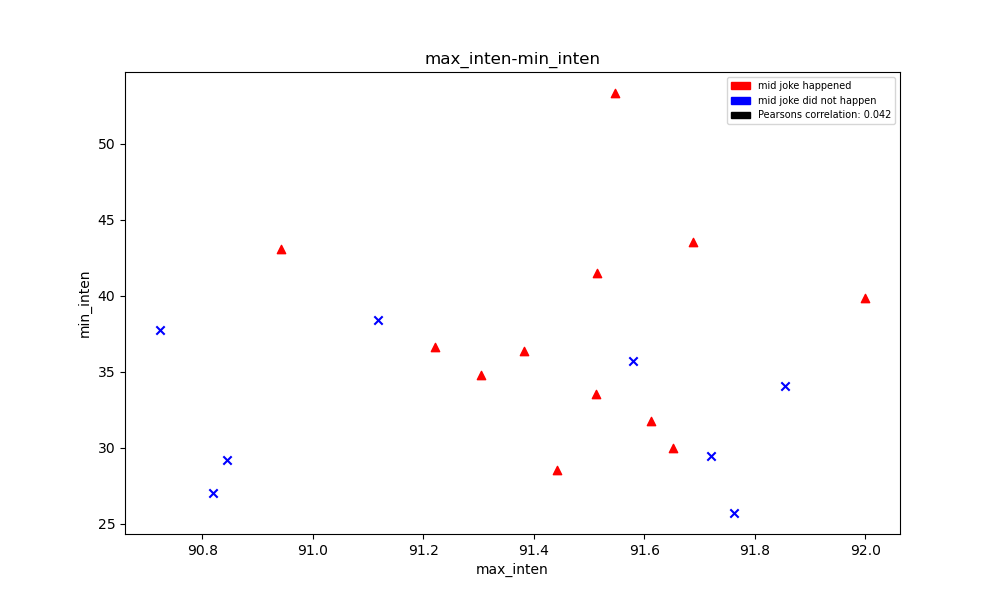 max_inten-min_inten
mid joke happened
mid joke did not happen
Pearsons correlation: 0.042
50
45
40
35
30
25
min_inten
90.8 91.0 91.2 91.4 91.6 91.8 92.0
max_inten